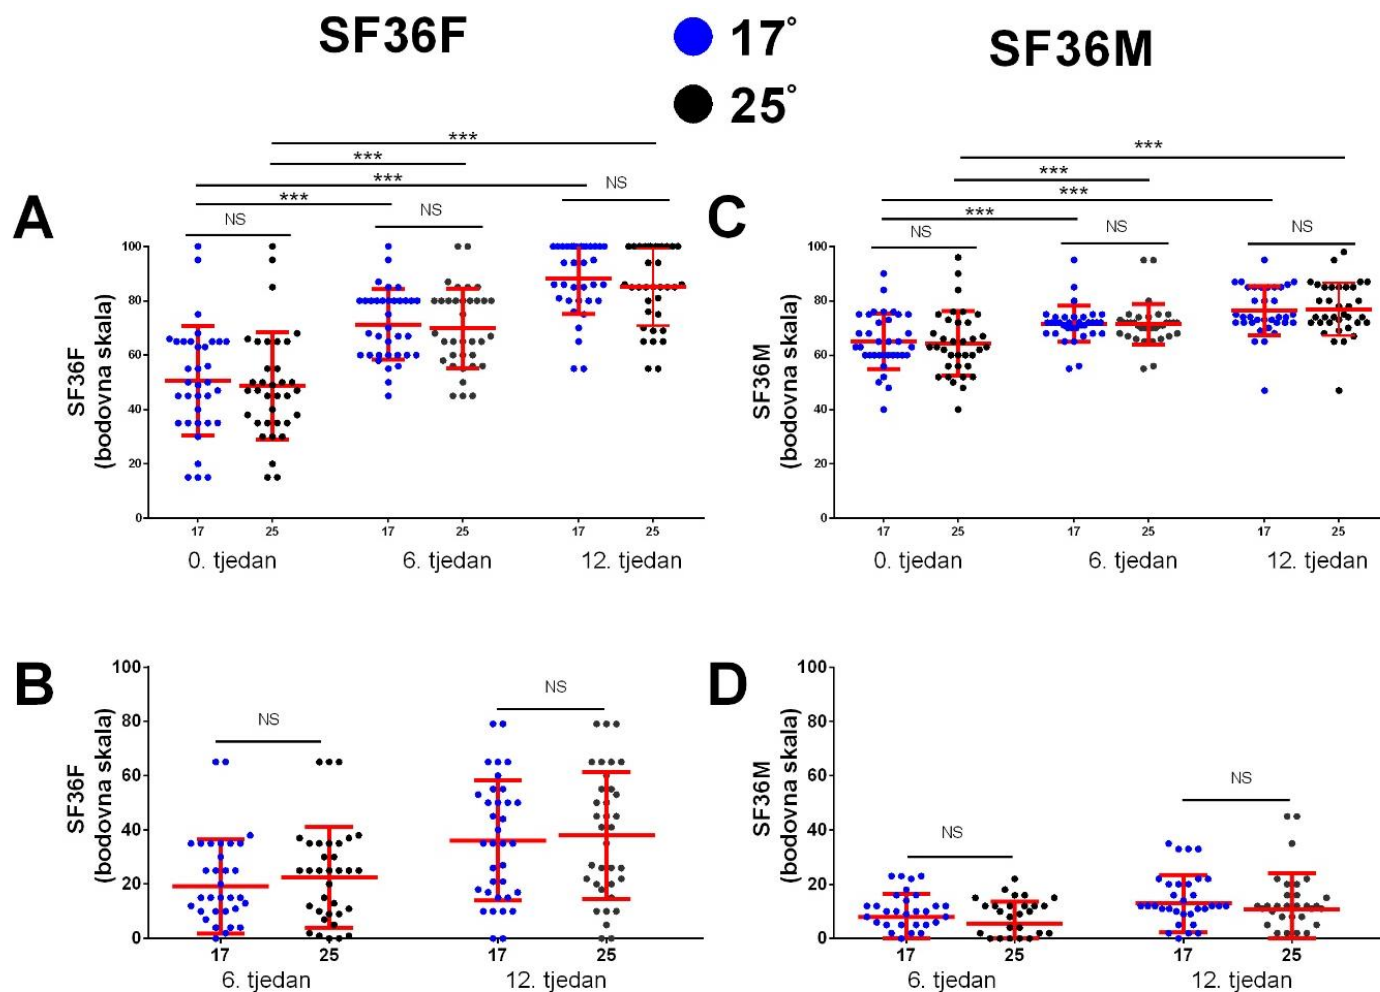 SF36F
17°
25°
SF36M
A
***
***
***
***
NS
NS
NS
SF36F
(bodovna skala)
100
80
60
40
20
0
17
25
17
25
17
25
0. tjedan
6. tjedan
12. tjedan
C
***
***
***
***
NS
NS
NS
SF36M
(bodovna skala)
100
80
60
40
20
0
17
25
17
25
17
25
0. tjedan
6. tjedan
12. tjedan
B
NS
NS
SF36F
(bodovna skala)
100
80
60
40
20
0
17
25
17
25
6. tjedan
12. tjedan
D
NS
NS
SF36M
(bodovna skala)
100
80
60
40
20
0
17
25
17
25
6. tjedan
12. tjedan